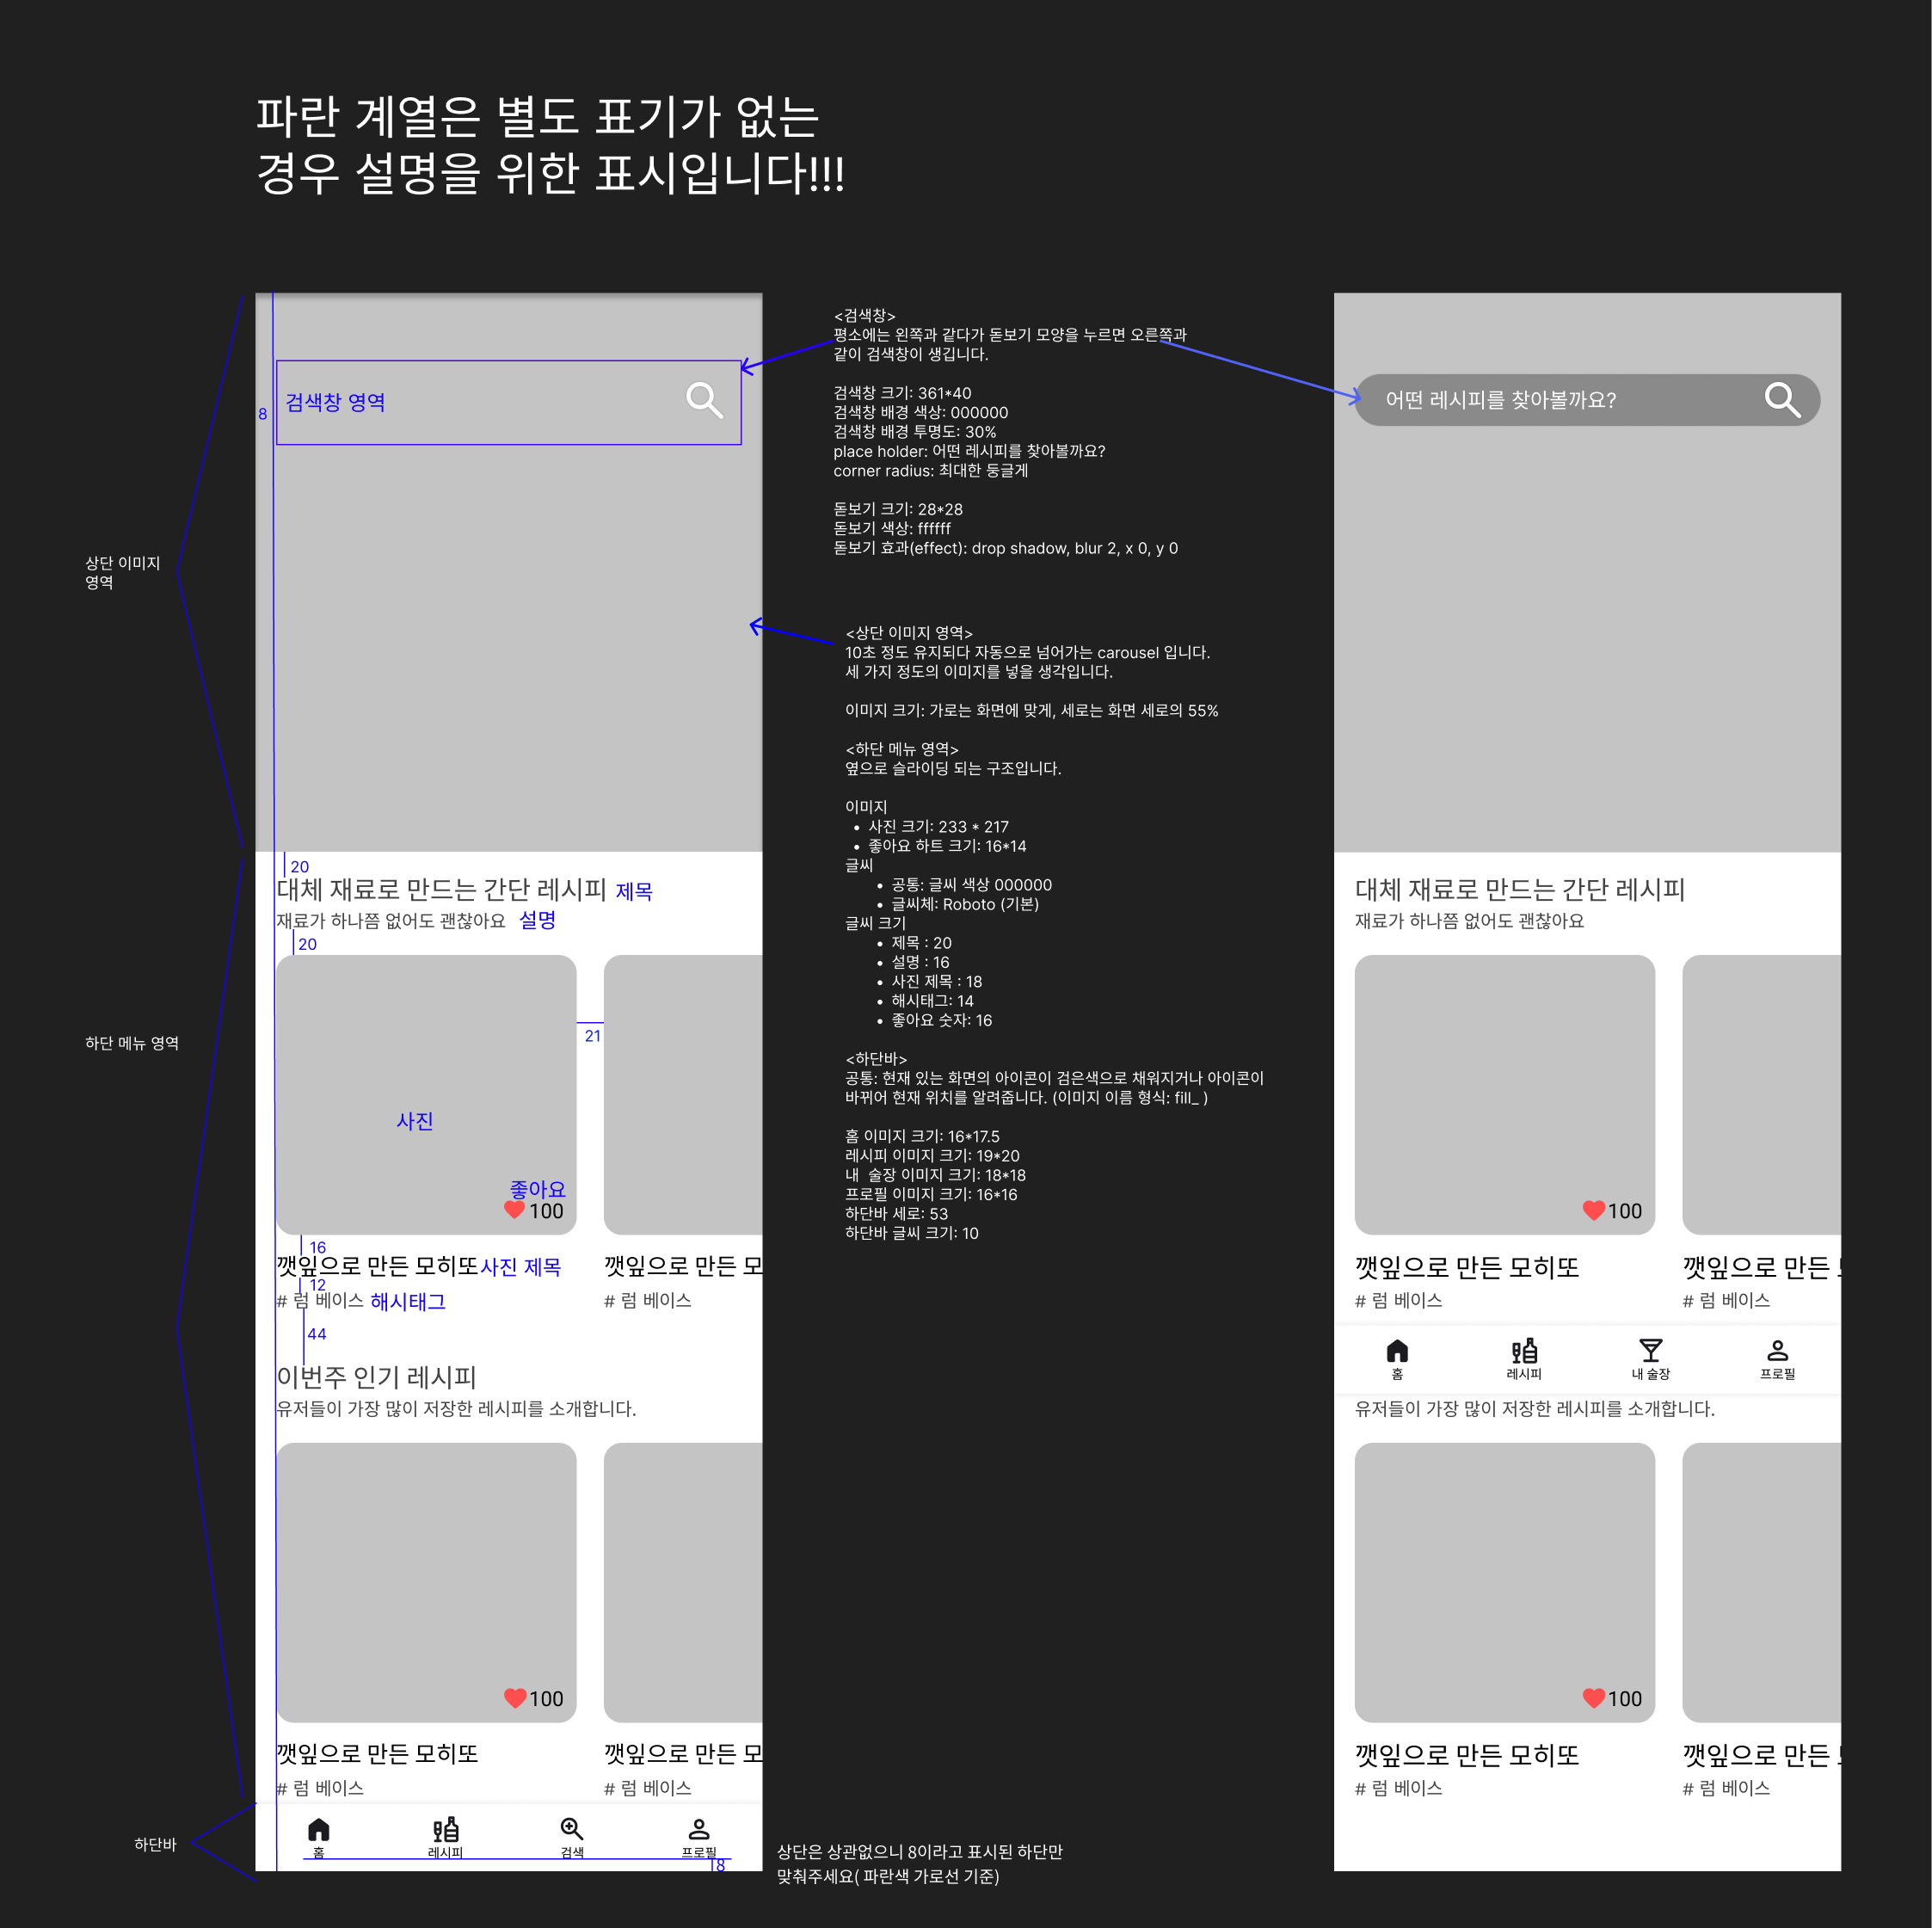 파란 계열은 별도 표기가 없는
경우 설명을 위한 표시입니다!!!
상단 이미지
영역
하단 메뉴 영역
하단바
8
검색창 영역
20
대체 재료로 만드는 간단 레시피 제목
재료가 하나쯤 없어도 괜찮아요 설명
20
21
사진
좋아요
100
16
깻잎으로 만든 모히또 사진 제목
깻잎으로 만든 모
12
# 럼 베이스 해시태그
# 럼 베이스
44
이번주 인기 레시피
유저들이 가장 많이 저장한 레시피를 소개합니다.
100
깻잎으로 만든 모히또
깻잎으로 만든 모
# 럼 베이스
# 럼 베이스
홈
레시피
검색
프로필
8
<검색창>
평소에는 왼쪽과 같다가 돋보기 모양을 누르면 오른쪽과
같이 검색창이 생깁니다.
검색창 크기: 361*40
검색창 배경 색상: 000000
검색창 배경 투명도: 30%
place holder: 어떤 레시피를 찾아볼까요?
corner radius: 최대한 둥글게
돋보기 크기: 28*28
돋보기 색상: ffffff
돋보기 효과(effect): drop shadow, blur 2, x 0, y 0
<상단 이미지 영역>
10초 정도 유지되다 자동으로 넘어가는 carousel 입니다.
세 가지 정도의 이미지를 넣을 생각입니다.
이미지 크기: 가로는 화면에 맞게, 세로는 화면 세로의 55%
<하단 메뉴 영역>
옆으로 슬라이딩 되는 구조입니다.
이미지
• 사진 크기: 233 * 217
• 좋아요 하트 크기: 16*14
글씨
• 공통: 글씨 색상 000000
• 글씨체: Roboto (기본)
글씨 크기
• 제목 : 20
• 설명 : 16
• 사진 제목 : 18
• 해시태그: 14
• 좋아요 숫자: 16
<하단바>
공통: 현재 있는 화면의 아이콘이 검은색으로 채워지거나 아이콘이
바뀌어 현재 위치를 알려줍니다. (이미지 이름 형식: fill_ )
홈 이미지 크기: 16*17.5
레시피 이미지 크기: 19*20
내  술장 이미지 크기: 18*18
프로필 이미지 크기: 16*16
하단바 세로: 53
하단바 글씨 크기: 10
상단은 상관없으니 8이라고 표시된 하단만
맞춰주세요( 파란색 가로선 기준)
어떤 레시피를 찾아볼까요?
대체 재료로 만드는 간단 레시피
재료가 하나쯤 없어도 괜찮아요
100
깻잎으로 만든 모히또
깻잎으로 만든
# 럼 베이스
# 럼 베이스
홈
레시피
내 술장
프로필
유저들이 가장 많이 저장한 레시피를 소개합니다.
100
깻잎으로 만든 모히또
깻잎으로 만든
# 럼 베이스
# 럼 베이스